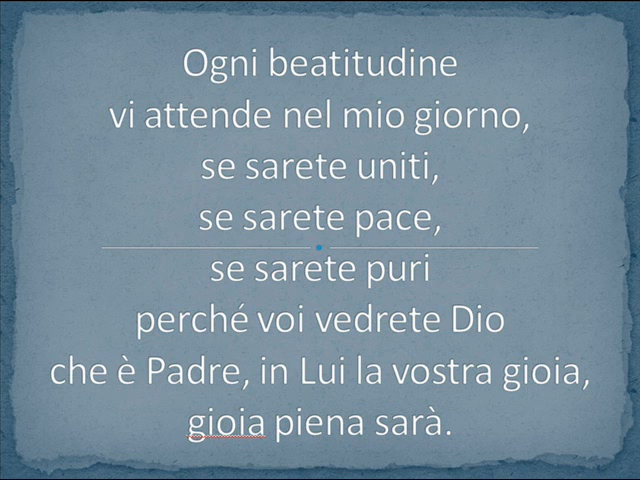 Ogni beatitudine
vi attende nel mio giorno,
se sarete uniti,
se sarete pace,
se sarete puri
perché voi vedrete Dio
che è Padre, in Lui la vostra gioia,
gioia piena sarà.